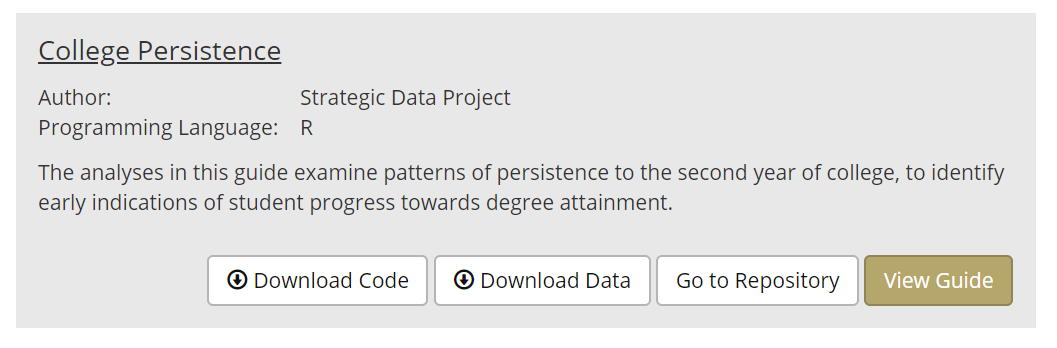 College Persistence
Author: Strategic Data Project
Programming Language: R
The analyses in this guide examine patterns of persistence to the second year of college, to identify
early indications of student progress towards degree attainment.
Download Code Download Data Go to Repository View Guide